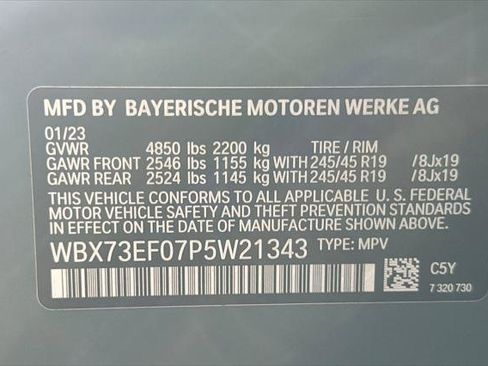 MFD BY BAYERISCHE MOTOREN WERKE AG
01/23
GVWR 4850 lbs 2200 kg TIRE / RIM
GAWR FRONT 2546 lbs 1155 kg WITH 245/45 R19 /8Jx19
GAWR REAR 2524 lbs 1145 kg WITH 245/45 R19 /8Jx19
THIS VEHICLE CONFORMS TO ALL APPLICABLE U. S. FEDERAL
MOTOR VEHICLE SAFETY, BUMPER, AND THEFT PREVENTION
STANDARDS IN EFFECT ON THE DATE OF MANUFACTURE SHOWN ABOVE.
WBX73EF07P5W21343 TYPE: MPV
C5Y
7 320 730